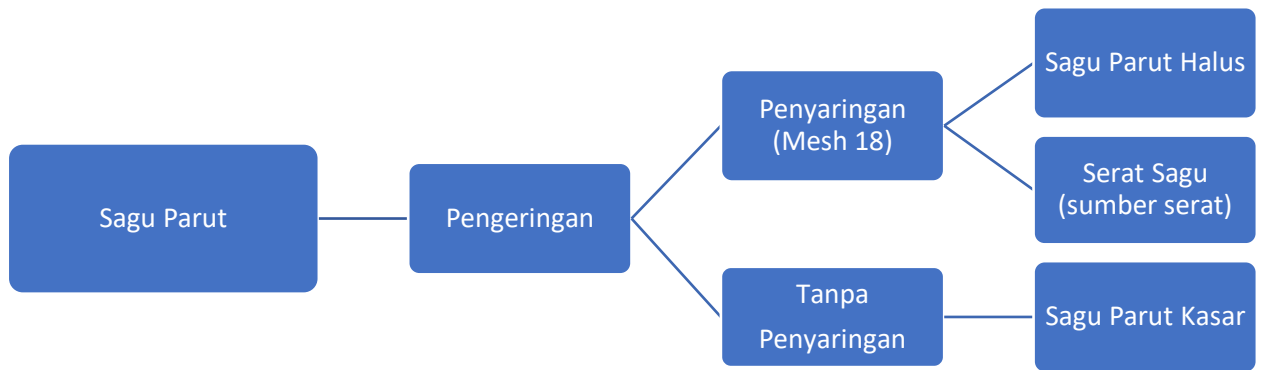 Sagu Parut
Pengeringan
Penyaringan
(Mesh 18)
Sagu Parut Halus
Serat Sagu
(sumber serat)
Tanpa
Penyaringan
Sagu Parut Kasar